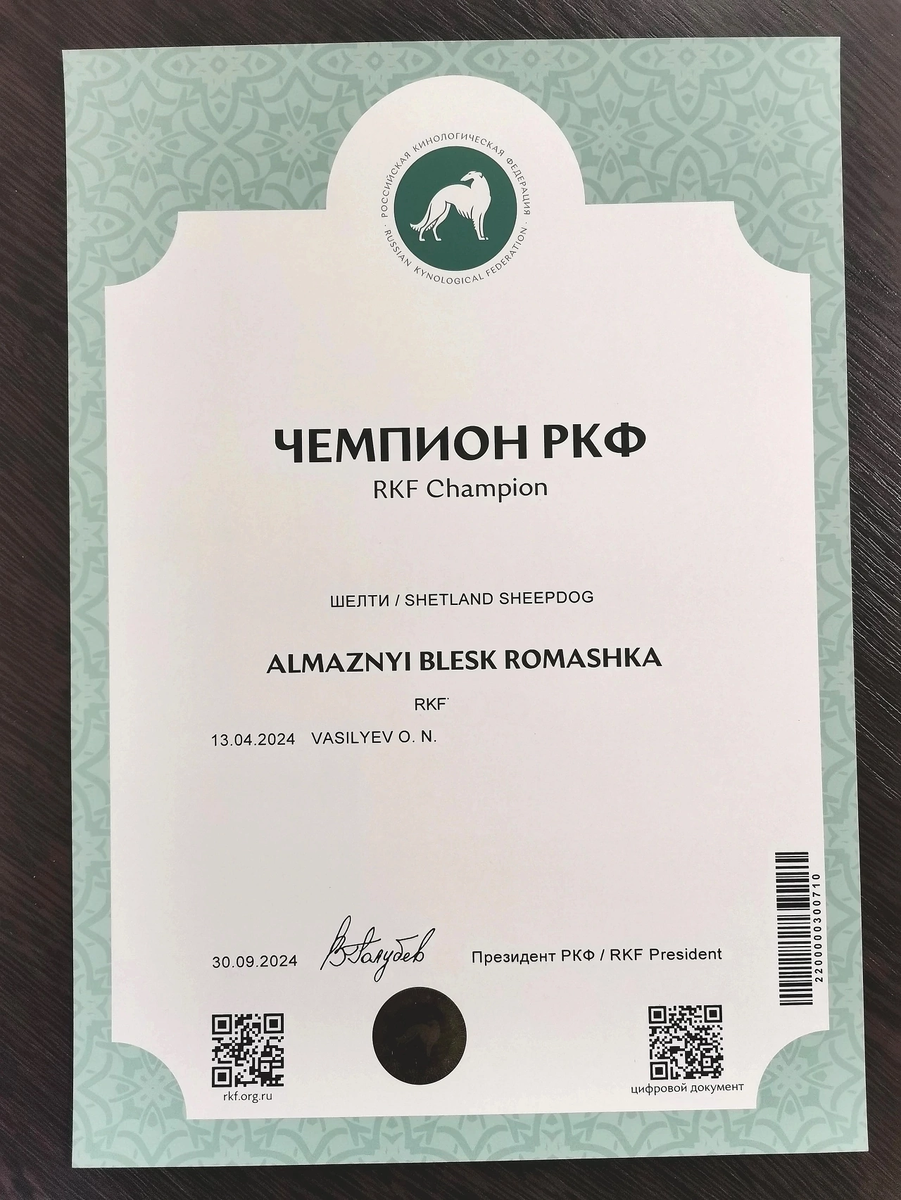 РОССИЙСКАЯ КИНОЛОГИЧЕСКАЯ ФЕДЕРАЦИЯ
RUSSIAN KYNOLOGICAL FEDERATION
ЧЕМПИОН РКФ
RKF Champion
ШЕЛТИ / SHETLAND SHEEPDOG
ALMAZNYI BLESK ROMASHKA
RKF
13.04.2024 VASILYEV O. N.
2200000300710
30.09.2024
Президент РКФ / RKF President
rkf.org.ru
цифровой документ